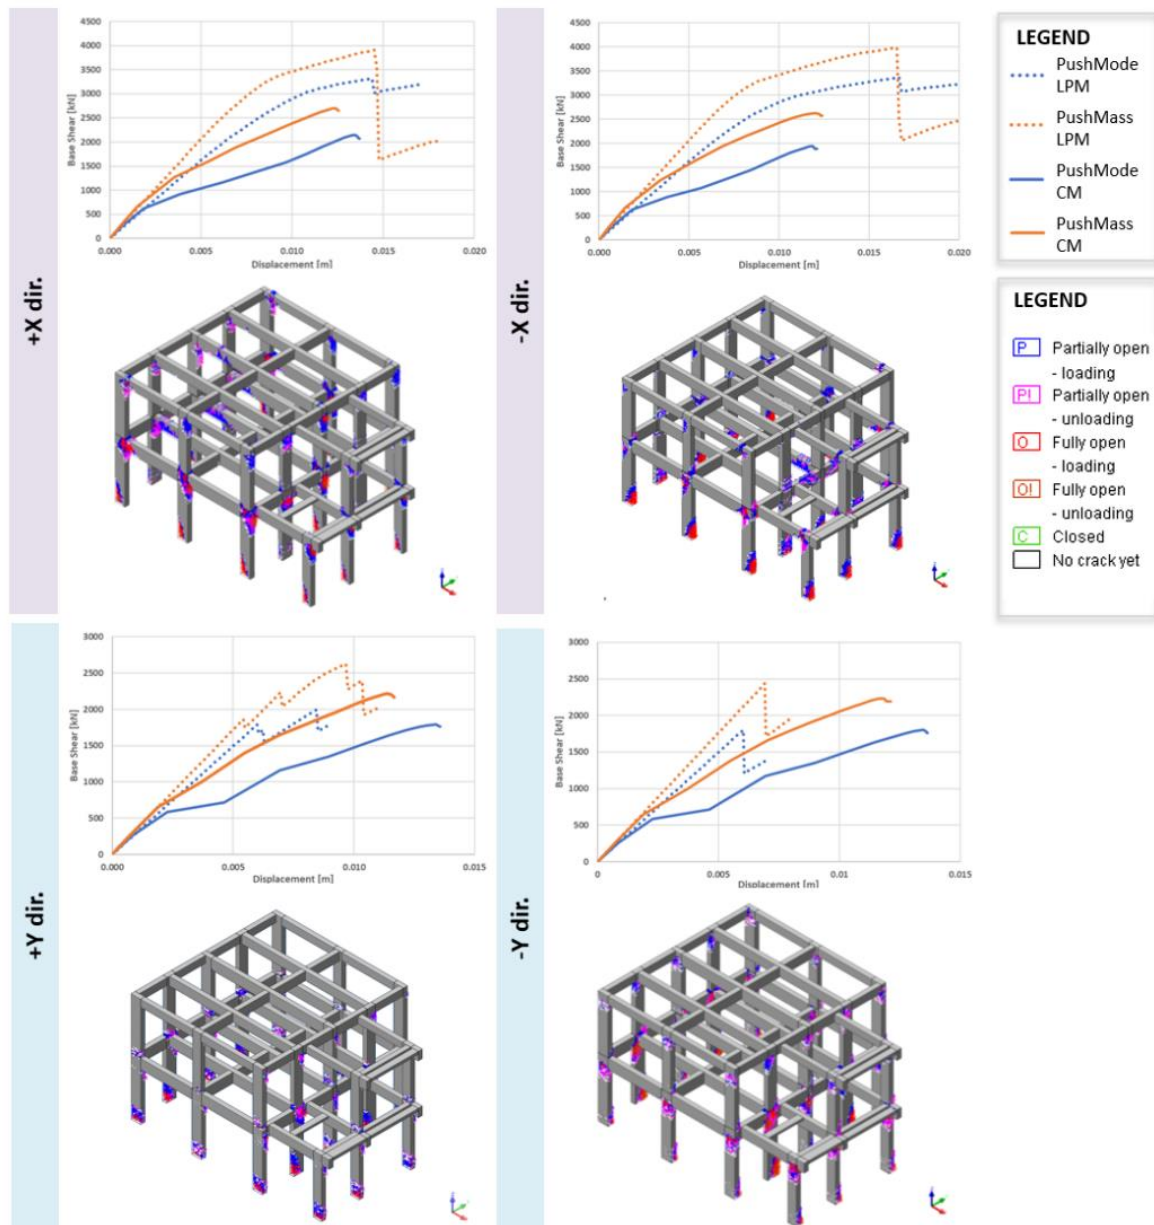 +X dir.
Base Shear [kN]
4500
4000
3500
3000
2500
2000
1500
1000
500
0
0.000 0.005 0.010 0.015 0.020
Displacement [m]
-X dir.
Base Shear [kN]
4500
4000
3500
3000
2500
2000
1500
1000
500
0
0.000 0.005 0.010 0.015 0.020
Displacement [m]
LEGEND
PushMode
LPM
PushMass
LPM
PushMode
CM
PushMass
CM
LEGEND
P Partially open
- loading
P! Partially open
- unloading
O Fully open
- loading
O! Fully open
- unloading
C Closed
No crack yet
+Y dir.
Base Shear [kN]
3000
2500
2000
1500
1000
500
0
0.000 0.005 0.010 0.015
Displacement [m]
-Y dir.
Base Shear [kN]
3000
2500
2000
1500
1000
500
0
0 0.005 0.01 0.015
Displacement [m]